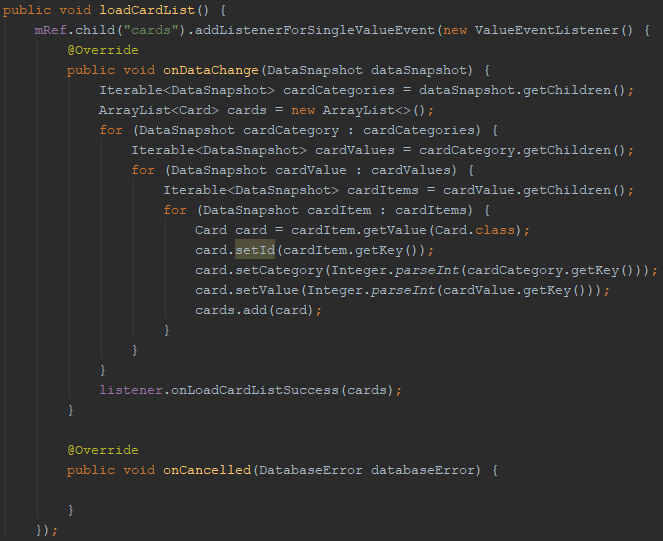 public void loadCardList() {
    mRef.child("cards").addListenerForSingleValueEvent(new ValueEventListener() {
        @Override
        public void onDataChange(DataSnapshot dataSnapshot) {
            Iterable<DataSnapshot> cardCategories = dataSnapshot.getChildren();
            ArrayList<Card> cards = new ArrayList<>();
            for (DataSnapshot cardCategory : cardCategories) {
                Iterable<DataSnapshot> cardValues = cardCategory.getChildren();
                for (DataSnapshot cardValue : cardValues) {
                    Iterable<DataSnapshot> cardItems = cardValue.getChildren();
                    for (DataSnapshot cardItem : cardItems) {
                        Card card = cardItem.getValue(Card.class);
                        card.setId(cardItem.getKey());
                        card.setCategory(Integer.parseInt(cardCategory.getKey()));
                        card.setValue(Integer.parseInt(cardValue.getKey()));
                        cards.add(card);
                    }
                }
            }
            listener.onLoadCardListSuccess(cards);
        }

        @Override
        public void onCancelled(DatabaseError databaseError) {

        }
    });